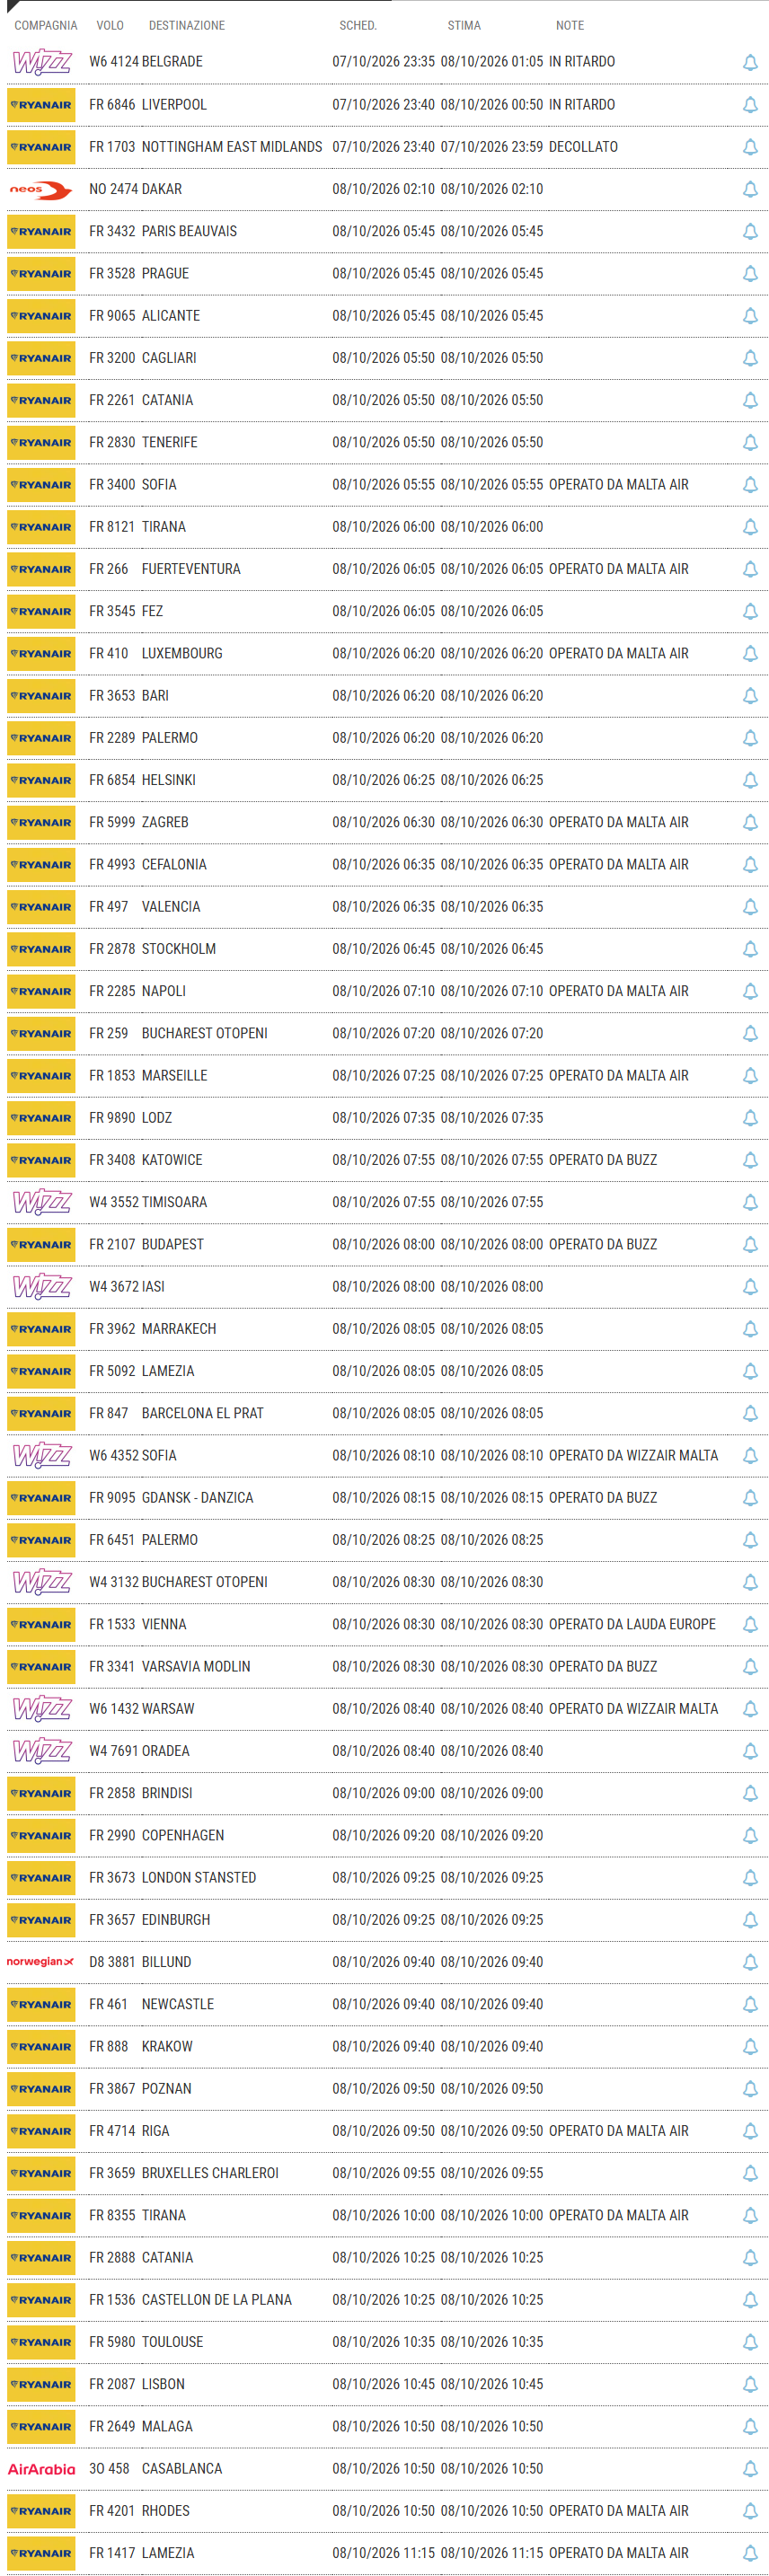 COMPAGNIA VOLO DESTINAZIONE SCHED. STIMA NOTE
WIZZ W6 4124 BELGRADE 07/10/2026 23:35 08/10/2026 01:05 IN RITARDO
RYANAIR FR 6846 LIVERPOOL 07/10/2026 23:40 08/10/2026 00:50 IN RITARDO
RYANAIR FR 1703 NOTTINGHAM EAST MIDLANDS 07/10/2026 23:40 07/10/2026 23:59 DECOLLATO
neos NO 2474 DAKAR 08/10/2026 02:10 08/10/2026 02:10
RYANAIR FR 3432 PARIS BEAUVAIS 08/10/2026 05:45 08/10/2026 05:45
RYANAIR FR 3528 PRAGUE 08/10/2026 05:45 08/10/2026 05:45
RYANAIR FR 9065 ALICANTE 08/10/2026 05:45 08/10/2026 05:45
RYANAIR FR 3200 CAGLIARI 08/10/2026 05:50 08/10/2026 05:50
RYANAIR FR 2261 CATANIA 08/10/2026 05:50 08/10/2026 05:50
RYANAIR FR 2830 TENERIFE 08/10/2026 05:50 08/10/2026 05:50
RYANAIR FR 3400 SOFIA 08/10/2026 05:55 08/10/2026 05:55 OPERATO DA MALTA AIR
RYANAIR FR 8121 TIRANA 08/10/2026 06:00 08/10/2026 06:00
RYANAIR FR 266 FUERTEVENTURA 08/10/2026 06:05 08/10/2026 06:05 OPERATO DA MALTA AIR
RYANAIR FR 3545 FEZ 08/10/2026 06:05 08/10/2026 06:05
RYANAIR FR 410 LUXEMBOURG 08/10/2026 06:20 08/10/2026 06:20 OPERATO DA MALTA AIR
RYANAIR FR 3653 BARI 08/10/2026 06:20 08/10/2026 06:20
RYANAIR FR 2289 PALERMO 08/10/2026 06:20 08/10/2026 06:20
RYANAIR FR 6854 HELSINKI 08/10/2026 06:25 08/10/2026 06:25
RYANAIR FR 5999 ZAGREB 08/10/2026 06:30 08/10/2026 06:30 OPERATO DA MALTA AIR
RYANAIR FR 4993 CEFALONIA 08/10/2026 06:35 08/10/2026 06:35 OPERATO DA MALTA AIR
RYANAIR FR 497 VALENCIA 08/10/2026 06:35 08/10/2026 06:35
RYANAIR FR 2878 STOCKHOLM 08/10/2026 06:45 08/10/2026 06:45
RYANAIR FR 2285 NAPOLI 08/10/2026 07:10 08/10/2026 07:10 OPERATO DA MALTA AIR
RYANAIR FR 259 BUCHAREST OTOPENI 08/10/2026 07:20 08/10/2026 07:20
RYANAIR FR 1853 MARSEILLE 08/10/2026 07:25 08/10/2026 07:25 OPERATO DA MALTA AIR
RYANAIR FR 9890 LODZ 08/10/2026 07:35 08/10/2026 07:35
RYANAIR FR 3408 KATOWICE 08/10/2026 07:55 08/10/2026 07:55 OPERATO DA BUZZ
WIZZ W4 3552 TIMISOARA 08/10/2026 07:55 08/10/2026 07:55
RYANAIR FR 2107 BUDAPEST 08/10/2026 08:00 08/10/2026 08:00 OPERATO DA BUZZ
WIZZ W4 3672 IASI 08/10/2026 08:00 08/10/2026 08:00
RYANAIR FR 3962 MARRAKECH 08/10/2026 08:05 08/10/2026 08:05
RYANAIR FR 5092 LAMEZIA 08/10/2026 08:05 08/10/2026 08:05
RYANAIR FR 847 BARCELONA EL PRAT 08/10/2026 08:05 08/10/2026 08:05
WIZZ W6 4352 SOFIA 08/10/2026 08:10 08/10/2026 08:10 OPERATO DA WIZZAIR MALTA
RYANAIR FR 9095 GDANSK - DANZICA 08/10/2026 08:15 08/10/2026 08:15 OPERATO DA BUZZ
RYANAIR FR 6451 PALERMO 08/10/2026 08:25 08/10/2026 08:25
WIZZ W4 3132 BUCHAREST OTOPENI 08/10/2026 08:30 08/10/2026 08:30
RYANAIR FR 1533 VIENNA 08/10/2026 08:30 08/10/2026 08:30 OPERATO DA LAUDA EUROPE
RYANAIR FR 3341 VARSAVIA MODLIN 08/10/2026 08:30 08/10/2026 08:30 OPERATO DA BUZZ
WIZZ W6 1432 WARSAW 08/10/2026 08:40 08/10/2026 08:40 OPERATO DA WIZZAIR MALTA
WIZZ W4 7691 ORADEA 08/10/2026 08:40 08/10/2026 08:40
RYANAIR FR 2858 BRINDISI 08/10/2026 09:00 08/10/2026 09:00
RYANAIR FR 2990 COPENHAGEN 08/10/2026 09:20 08/10/2026 09:20
RYANAIR FR 3673 LONDON STANSTED 08/10/2026 09:25 08/10/2026 09:25
RYANAIR FR 3657 EDINBURGH 08/10/2026 09:25 08/10/2026 09:25
norwegian D8 3881 BILLUND 08/10/2026 09:40 08/10/2026 09:40
RYANAIR FR 461 NEWCASTLE 08/10/2026 09:40 08/10/2026 09:40
RYANAIR FR 888 KRAKOW 08/10/2026 09:40 08/10/2026 09:40
RYANAIR FR 3867 POZNAN 08/10/2026 09:50 08/10/2026 09:50
RYANAIR FR 4714 RIGA 08/10/2026 09:50 08/10/2026 09:50 OPERATO DA MALTA AIR
RYANAIR FR 3659 BRUXELLES CHARLEROI 08/10/2026 09:55 08/10/2026 09:55
RYANAIR FR 8355 TIRANA 08/10/2026 10:00 08/10/2026 10:00 OPERATO DA MALTA AIR
RYANAIR FR 2888 CATANIA 08/10/2026 10:25 08/10/2026 10:25
RYANAIR FR 1536 CASTELLON DE LA PLANA 08/10/2026 10:25 08/10/2026 10:25
RYANAIR FR 5980 TOULOUSE 08/10/2026 10:35 08/10/2026 10:35
RYANAIR FR 2087 LISBON 08/10/2026 10:45 08/10/2026 10:45
RYANAIR FR 2649 MALAGA 08/10/2026 10:50 08/10/2026 10:50
AirArabia 3O 458 CASABLANCA 08/10/2026 10:50 08/10/2026 10:50
RYANAIR FR 4201 RHODES 08/10/2026 10:50 08/10/2026 10:50 OPERATO DA MALTA AIR
RYANAIR FR 1417 LAMEZIA 08/10/2026 11:15 08/10/2026 11:15 OPERATO DA MALTA AIR